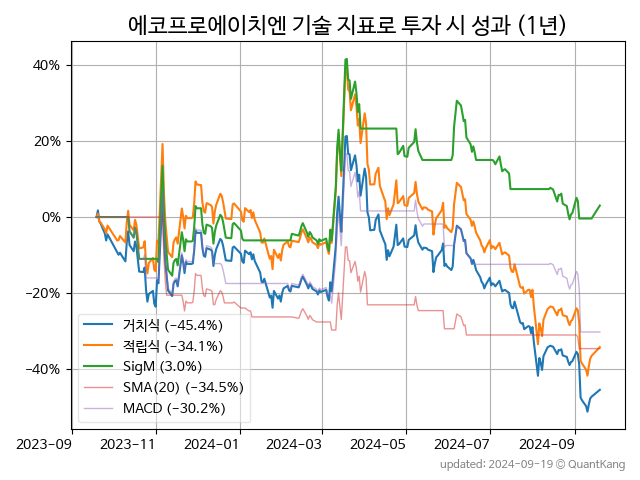 에코프로에이치엔 기술 지표로 투자 시 성과 (1년)
40%
20%
0%
−20%
−40%
거치식 (−45.4%)
적립식 (−34.1%)
SigM (3.0%)
SMA(20) (−34.5%)
MACD (−30.2%)
2023-09 2023-11 2024-01 2024-03 2024-05 2024-07 2024-09
updated: 2024-09-19 © QuantKang